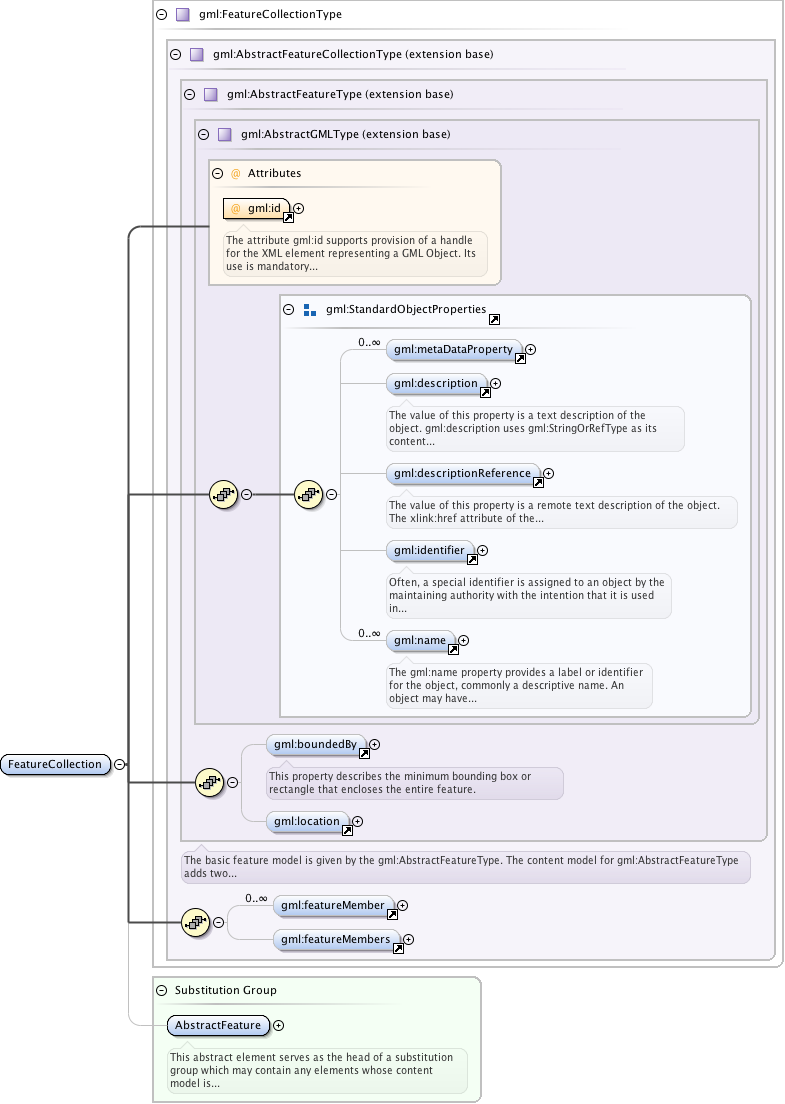 gml:FeatureCollectionType
gml:AbstractFeatureCollectionType (extension base)
gml:AbstractFeatureType (extension base)
gml:AbstractGMLType (extension base)
@ Attributes
@ gml:id
The attribute gml:id supports provision of a handle
for the XML element representing a GML Object. Its
use is mandatory...
gml:StandardObjectProperties
0..∞
gml:metaDataProperty
gml:description
The value of this property is a text description of the
object. gml:description uses gml:StringOrRefType as its
content...
gml:descriptionReference
The value of this property is a remote text description of the object.
The xlink:href attribute of the...
gml:identifier
Often, a special identifier is assigned to an object by the
maintaining authority with the intention that it is used
in...
0..∞
gml:name
The gml:name property provides a label or identifier
for the object, commonly a descriptive name. An
object may have...
FeatureCollection
gml:boundedBy
This property describes the minimum bounding box or
rectangle that encloses the entire feature.
gml:location
The basic feature model is given by the gml:AbstractFeatureType. The content model for gml:AbstractFeatureType
adds two...
0..∞
gml:featureMember
gml:featureMembers
Substitution Group
AbstractFeature
This abstract element serves as the head of a substitution
group which may contain any elements whose content
model is...